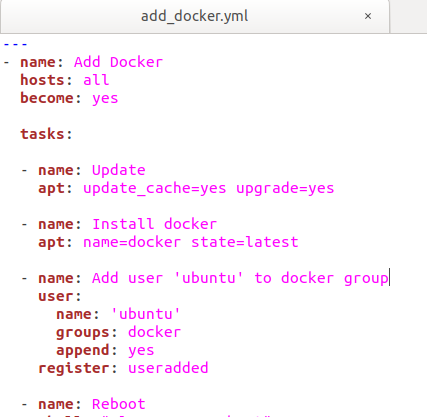 add_docker.yml ×
---
- name: Add Docker
  hosts: all
  become: yes

  tasks:

  - name: Update
    apt: update_cache=yes upgrade=yes

  - name: Install docker
    apt: name=docker state=latest

  - name: Add user 'ubuntu' to docker group
    user:
      name: 'ubuntu'
      groups: docker
      append: yes
    register: useradded

  - name: Reboot